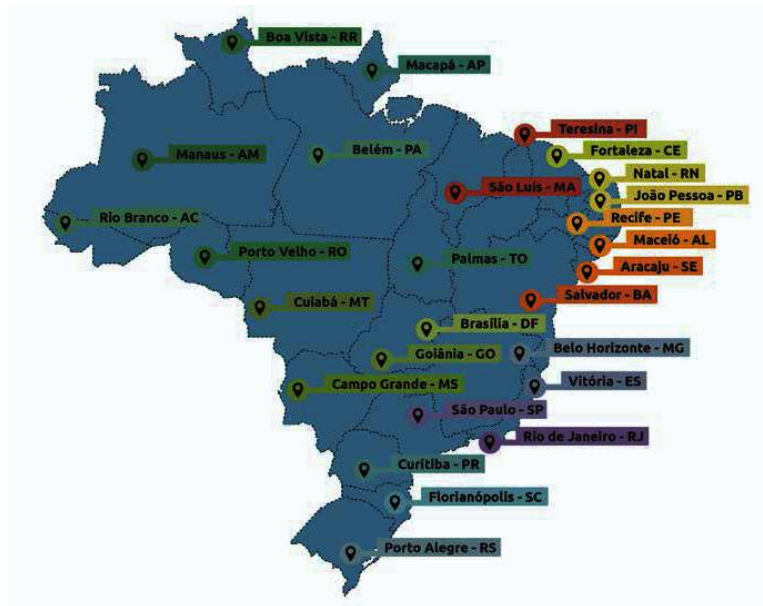 Boa Vista - RR
Macapá - AP
Teresina - PI
Belém - PA
Fortaleza - CE
Manaus - AM
Natal - RN
São Luís - MA
João Pessoa - PB
Rio Branco - AC
Recife - PE
Maceió - AL
Porto Velho - RO
Palmas - TO
Aracaju - SE
Salvador - BA
Cuiabá - MT
Brasília - DF
Goiânia - GO
Belo Horizonte - MG
Campo Grande - MS
Vitória - ES
São Paulo - SP
Rio de Janeiro - RJ
Curitiba - PR
Florianópolis - SC
Porto Alegre - RS